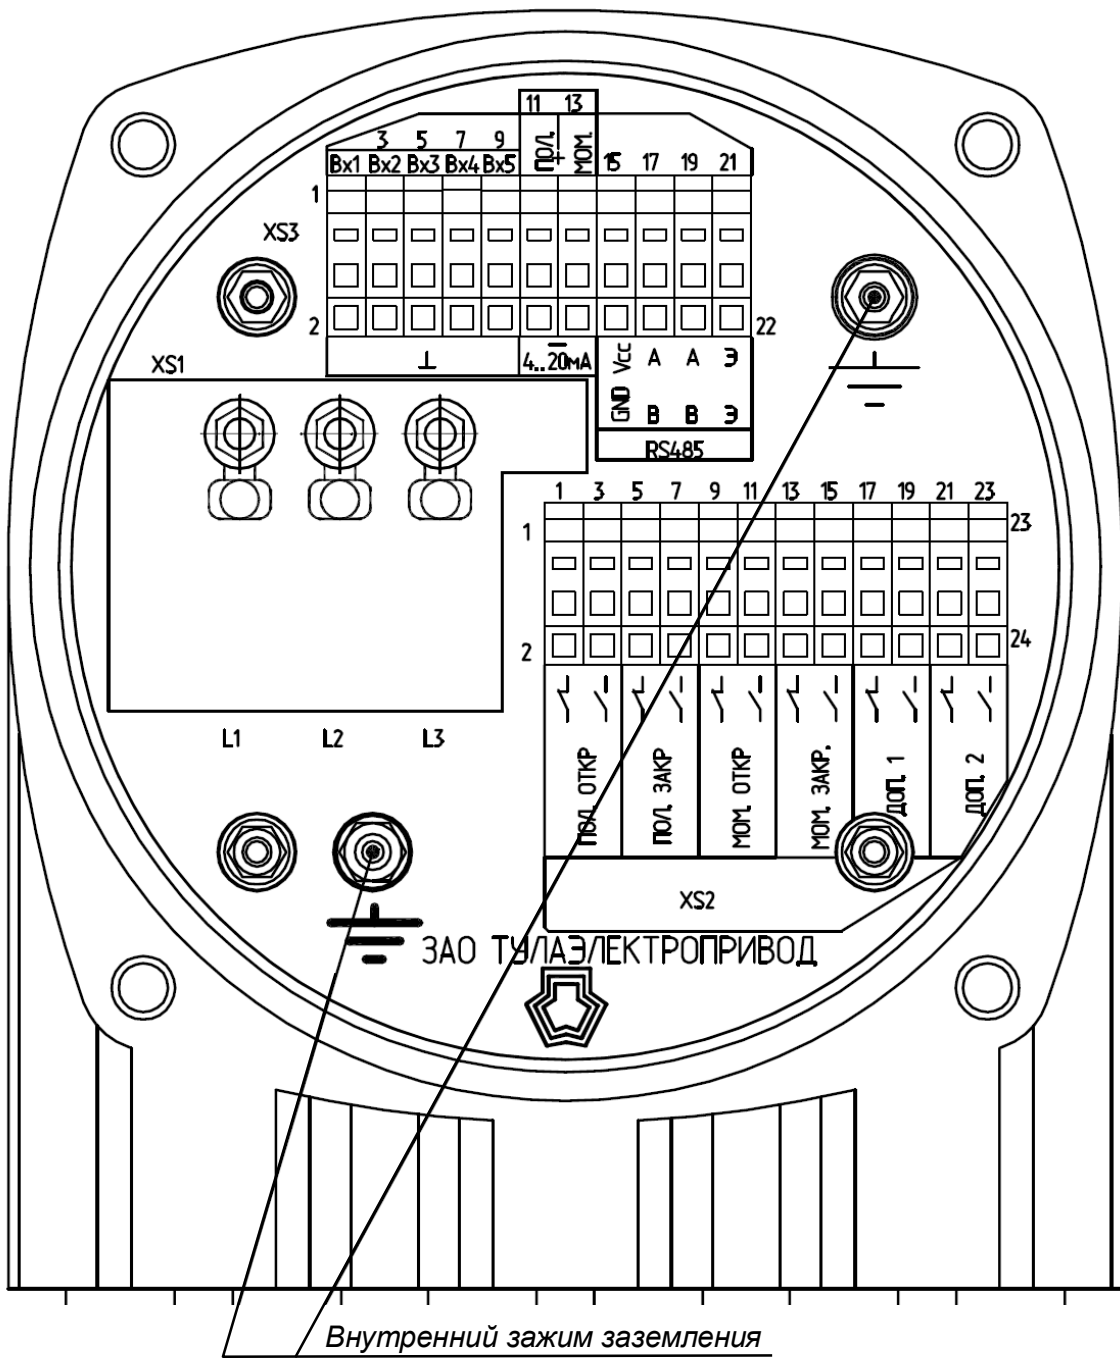 11 13
3 5 7 9 ПОЛ. + МОМ.
Вх1 Вх2 Вх3 Вх4 Вх5 15 17 19 21
1
XS3
2 22
⊥ 4..20мА − Vcc А А Э
XS1
GND В В Э
RS485
1 3 5 7 9 11 13 15 17 19 21 23
1 23
2 24
L1 L2 L3
ПОЛ. ОТКР ПОЛ. ЗАКР МОМ. ОТКР МОМ. ЗАКР. ДОП. 1 ДОП. 2
XS2
ЗАО ТУЛАЭЛЕКТРОПРИВОД
Внутренний зажим заземления